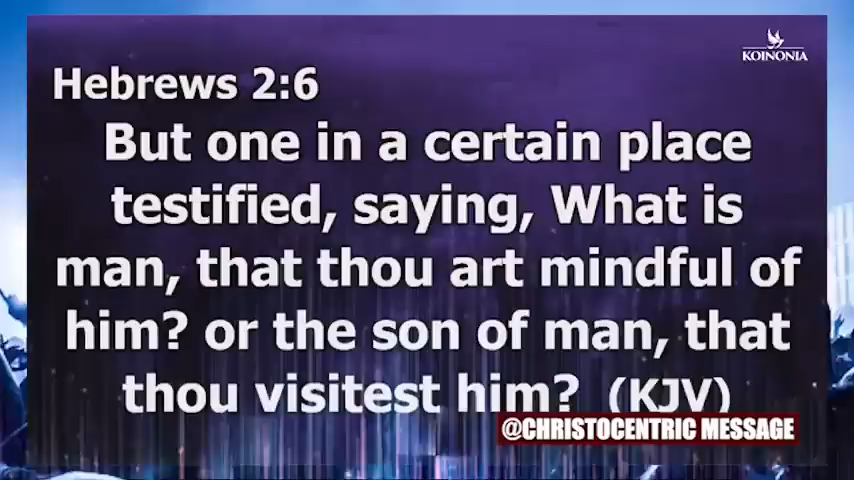 KOINONIA
Hebrews 2:6
But one in a certain place
testified, saying, What is
man, that thou art mindful of
him? or the son of man, that
thou visitest him? (KJV)
@CHRISTOCENTRIC MESSAGE